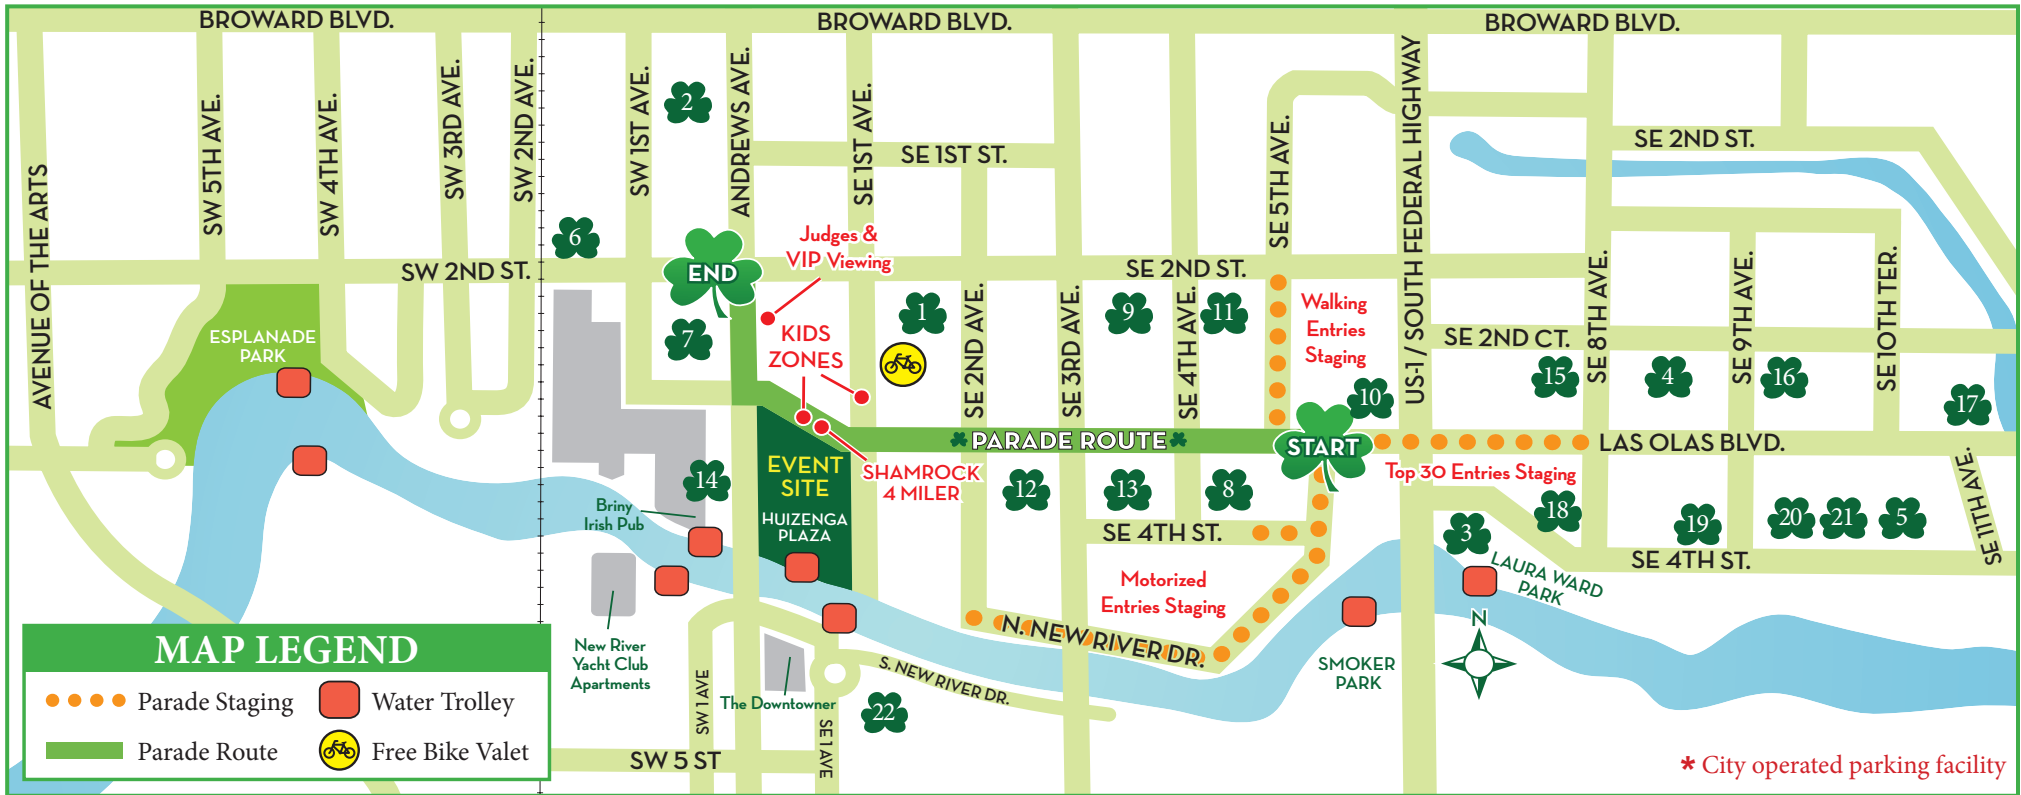 BROWARD BLVD.
BROWARD BLVD.
BROWARD BLVD.
AVENUE OF THE ARTS
SW 5TH AVE.
SW 4TH AVE.
SW 3RD AVE.
SW 2ND AVE.
SW 1ST AVE.
ANDREWS AVE.
SE 1ST AVE.
SE 1ST ST.
SE 5TH AVE.
US-1 / SOUTH FEDERAL HIGHWAY
SE 2ND ST.
2
6
SW 2ND ST.
END
Judges &
VIP Viewing
SE 2ND ST.
SE 8TH AVE.
SE 9TH AVE.
SE 10TH TER.
ESPLANADE
PARK
7
KIDS
ZONES
1
SE 2ND AVE.
SE 3RD AVE.
9
SE 4TH AVE.
11
Walking
Entries
Staging
SE 2ND CT.
15
4
16
17
10
PARADE ROUTE
START
LAS OLAS BLVD.
Top 30 Entries Staging
SE 11TH AVE.
14
EVENT
SITE
SHAMROCK
4 MILER
HUIZENGA
PLAZA
Briny
Irish Pub
12
13
8
SE 4TH ST.
3
18
19
20
21
5
SE 4TH ST.
LAURA WARD
PARK
Motorized
Entries Staging
N. NEW RIVER DR.
N
SMOKER
PARK
New River
Yacht Club
Apartments
SW 1 AVE
The Downtowner
S. NEW RIVER DR.
22
SE 1 AVE
SW 5 ST
MAP LEGEND
Parade Staging
Water Trolley
Parade Route
Free Bike Valet
* City operated parking facility